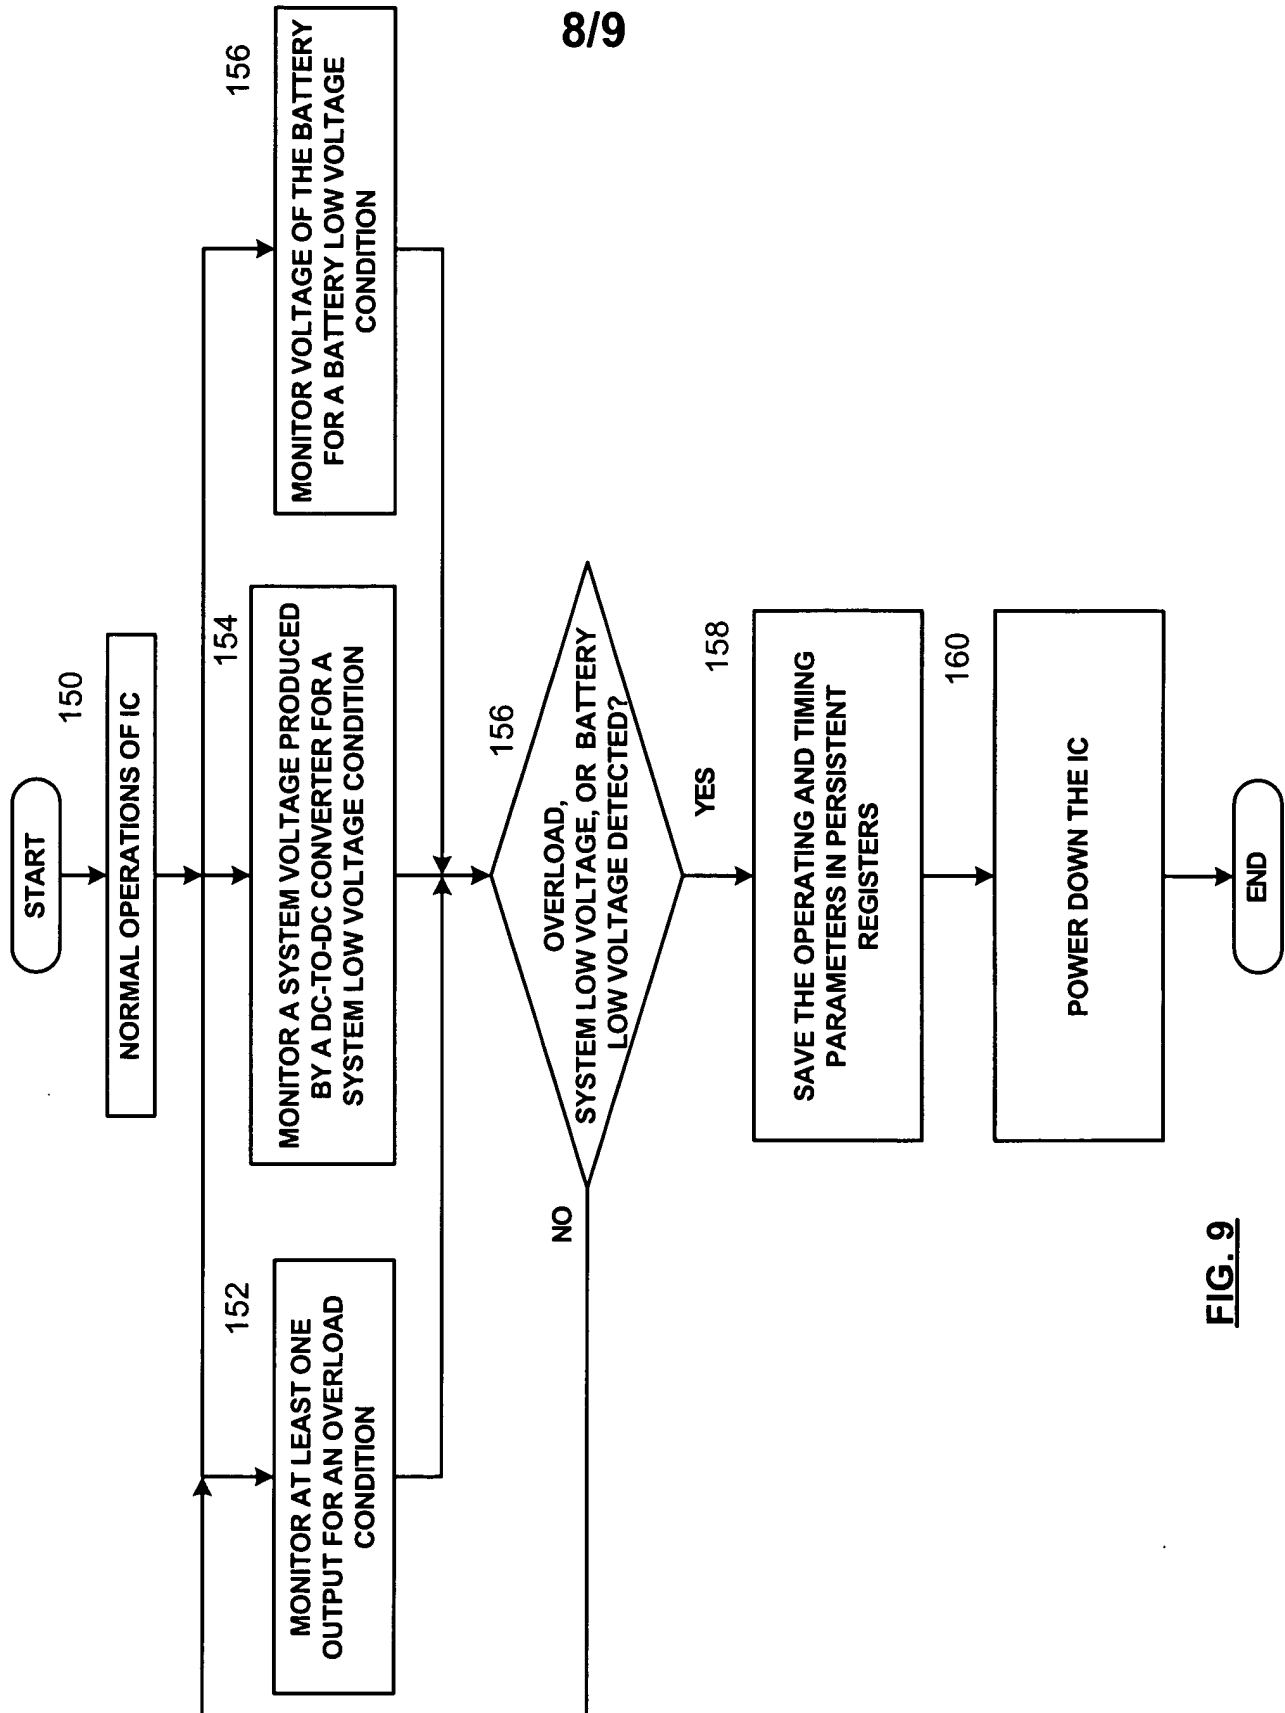 8/9
START
150
NORMAL OPERATIONS OF IC
152
MONITOR AT LEAST ONE
OUTPUT FOR AN OVERLOAD
CONDITION
154
MONITOR A SYSTEM VOLTAGE PRODUCED
BY A DC-TO-DC CONVERTER FOR A
SYSTEM LOW VOLTAGE CONDITION
156
MONITOR VOLTAGE OF THE BATTERY
FOR A BATTERY LOW VOLTAGE
CONDITION
156
OVERLOAD,
SYSTEM LOW VOLTAGE, OR BATTERY
LOW VOLTAGE DETECTED?
NO
YES
158
SAVE THE OPERATING AND TIMING
PARAMETERS IN PERSISTENT
REGISTERS
160
POWER DOWN THE IC
END
FIG. 9